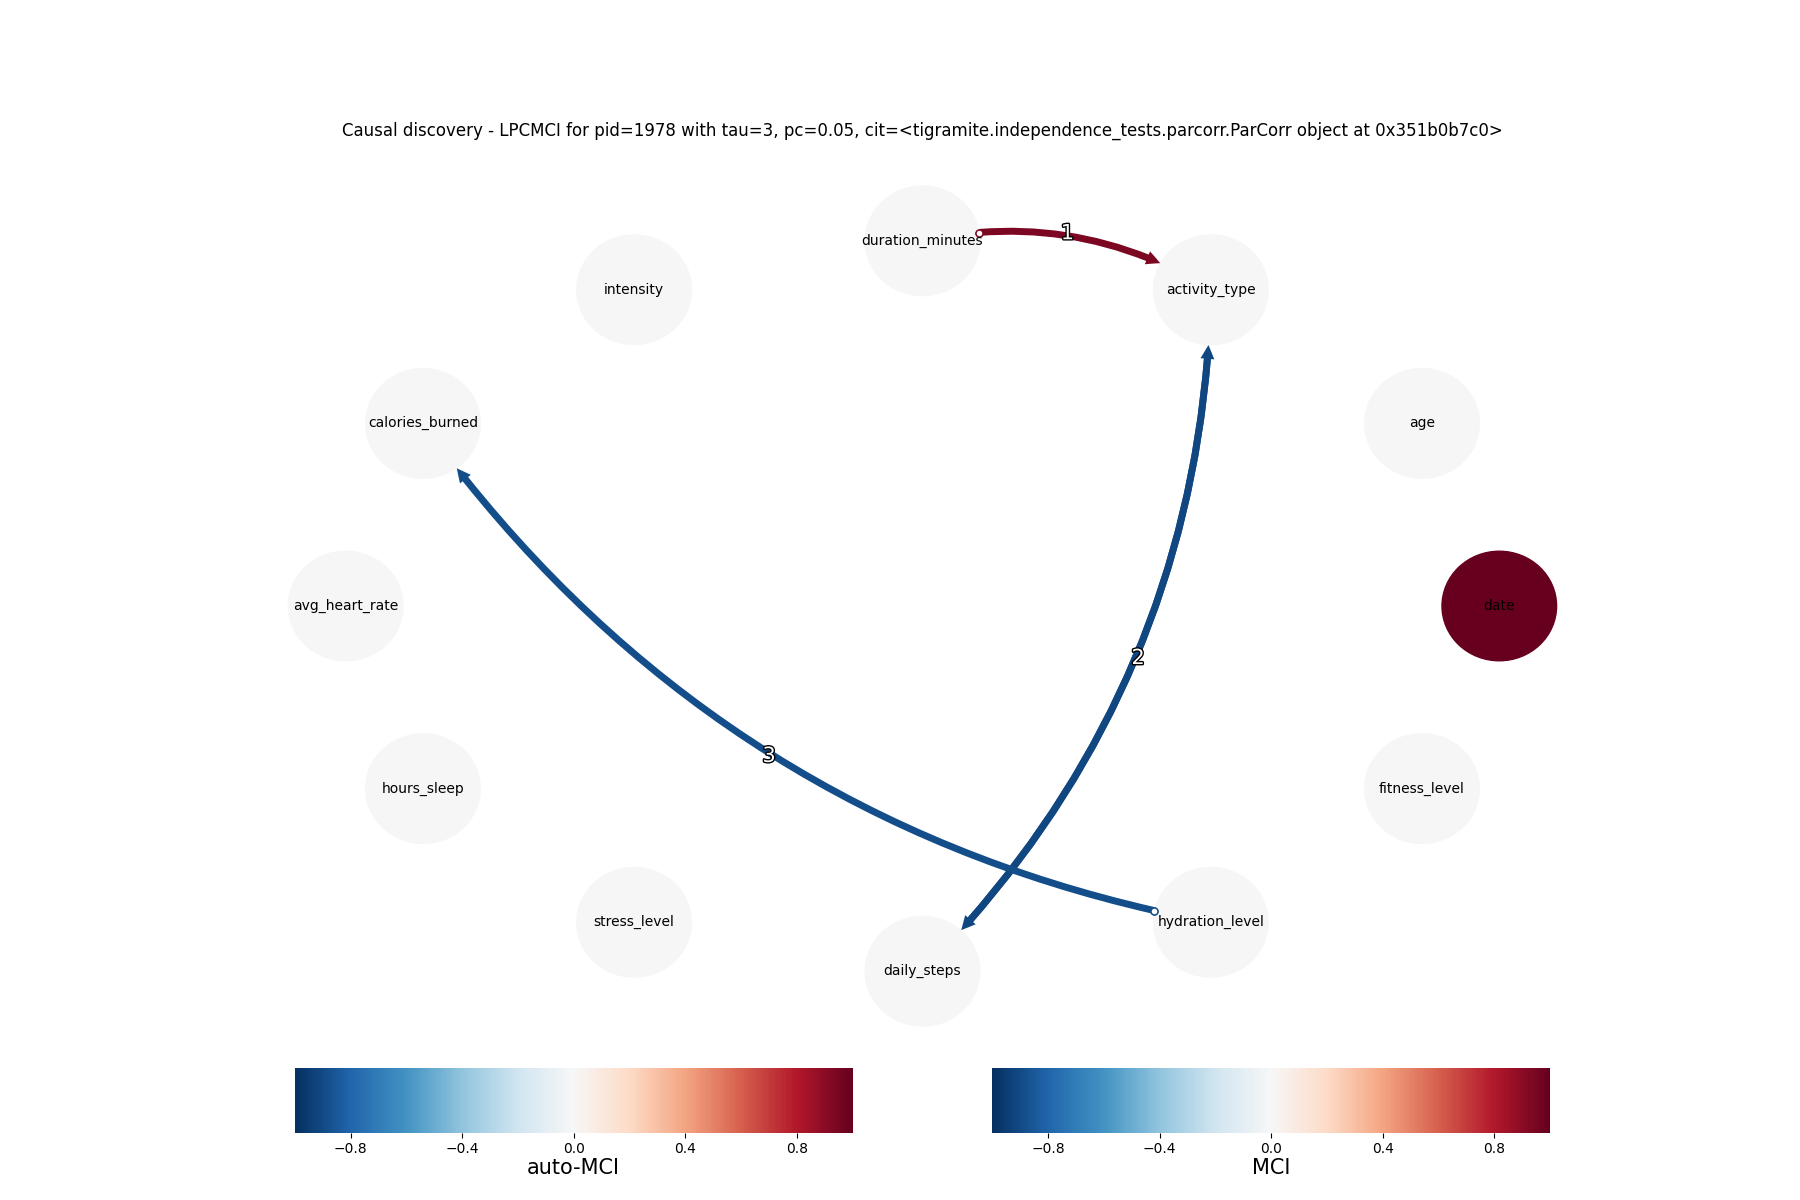 Causal discovery - LPCMCI for pid=1978 with tau=3, pc=0.05, cit=<tigramite.independence_tests.parcorr.ParCorr object at 0x351b0b7c0>
duration_minutes
1
intensity
activity_type
calories_burned
age
avg_heart_rate
date
2
3
hours_sleep
fitness_level
stress_level
hydration_level
daily_steps
−0.8 −0.4 0.0 0.4 0.8
auto-MCI
−0.8 −0.4 0.0 0.4 0.8
MCI